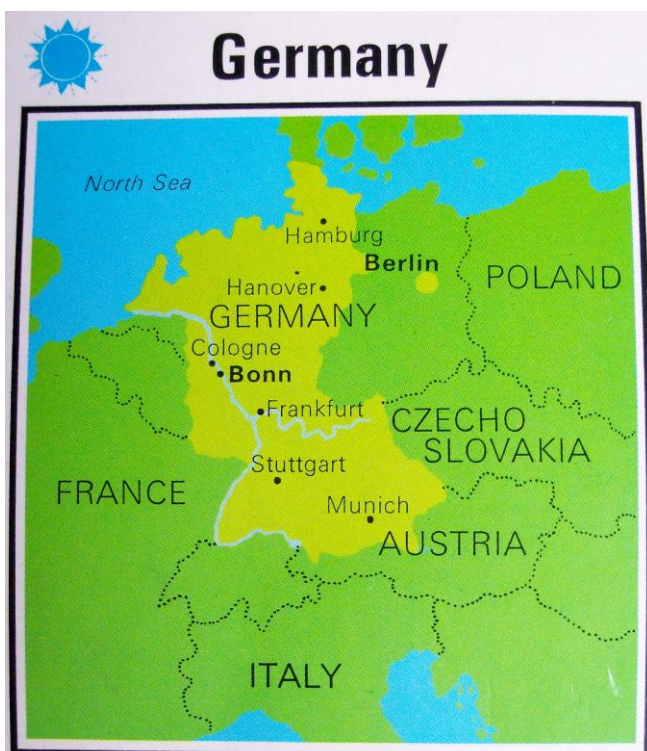 Germany
North Sea
Hamburg
Berlin
POLAND
Hanover
GERMANY
Cologne
Bonn
Frankfurt
CZECHO
SLOVAKIA
Stuttgart
FRANCE
Munich
AUSTRIA
ITALY